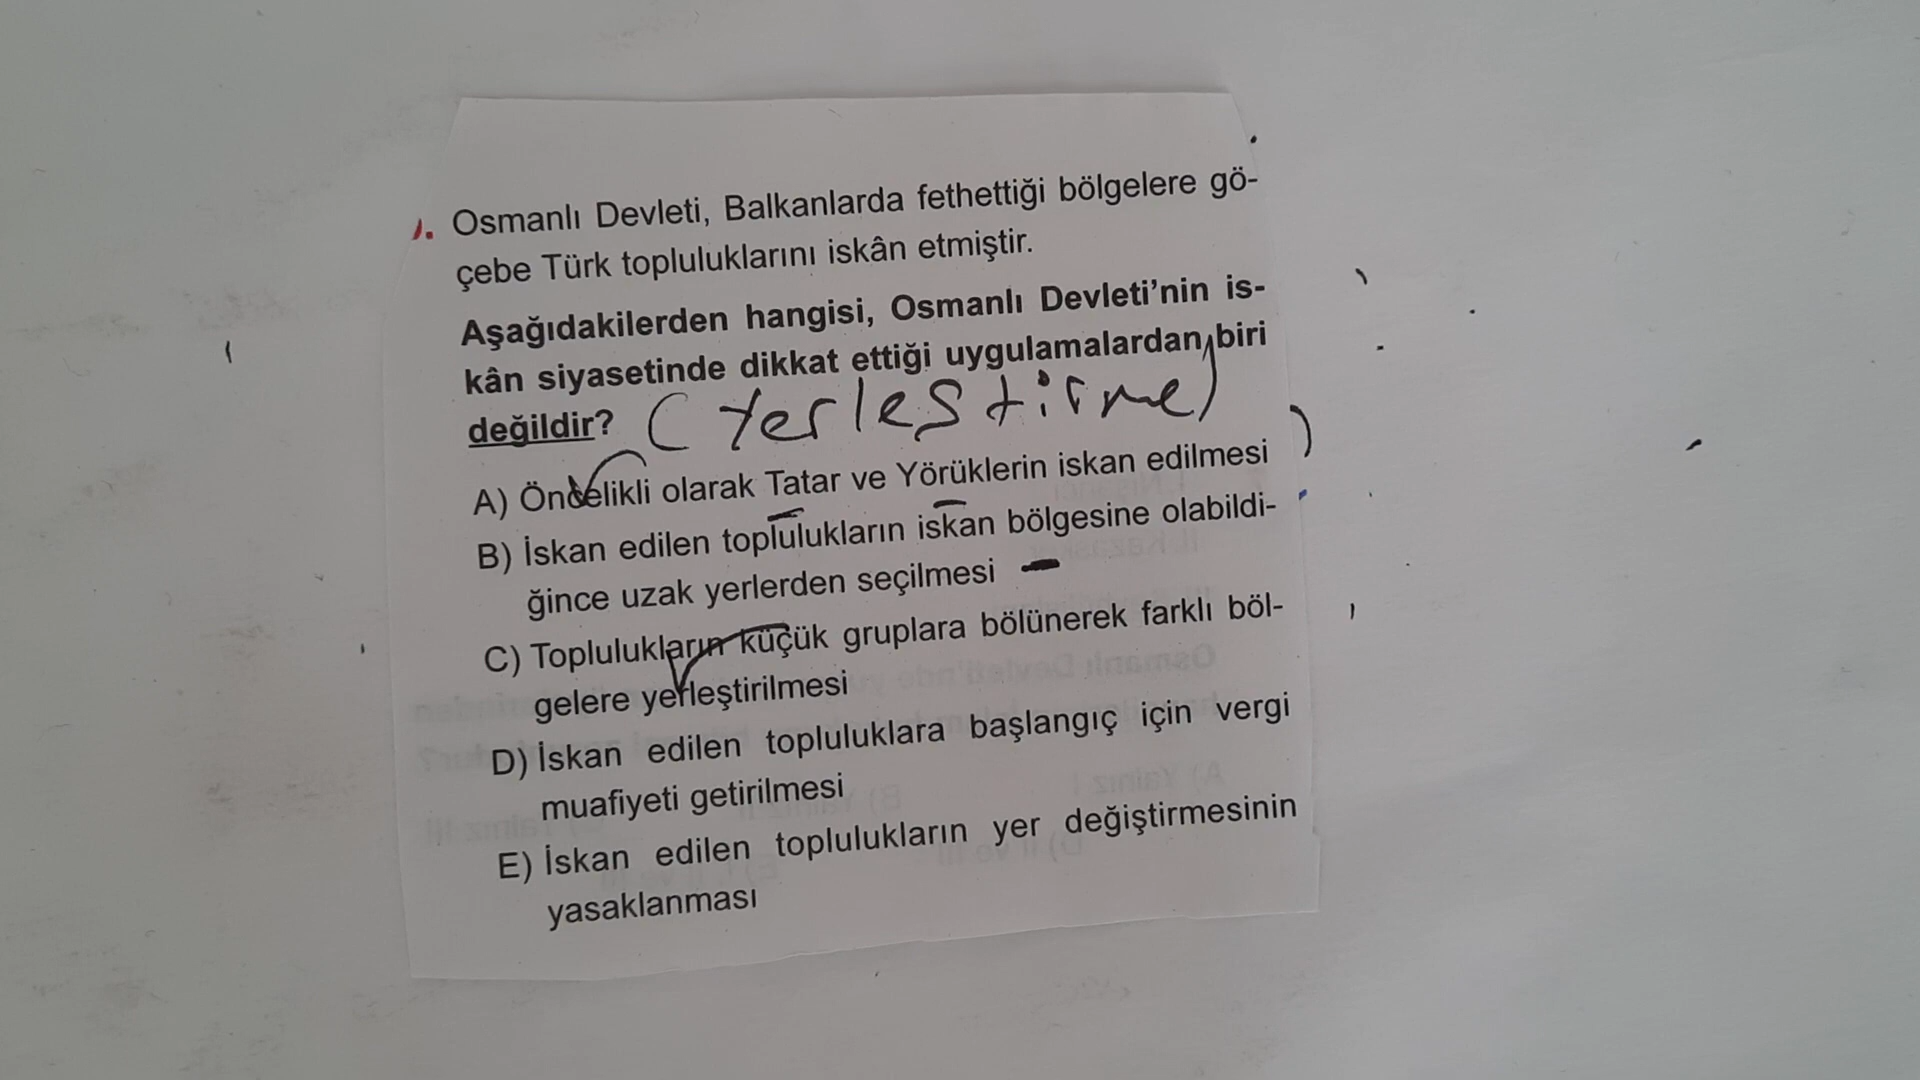 1. Osmanlı Devleti, Balkanlarda fethettiği bölgelere gö-
çebe Türk topluluklarını iskân etmiştir.
Aşağıdakilerden hangisi, Osmanlı Devleti'nin is-
kân siyasetinde dikkat ettiği uygulamalardan biri
değildir? (Yerleştirme)
A) Öncelikli olarak Tatar ve Yörüklerin iskan edilmesi
B) İskan edilen toplulukların iskan bölgesine olabildi-
ğince uzak yerlerden seçilmesi
C) Toplulukların küçük gruplara bölünerek farklı böl-
gelere yerleştirilmesi
D) İskan edilen topluluklara başlangıç için vergi
muafiyeti getirilmesi
E) İskan edilen toplulukların yer değiştirmesinin
yasaklanması